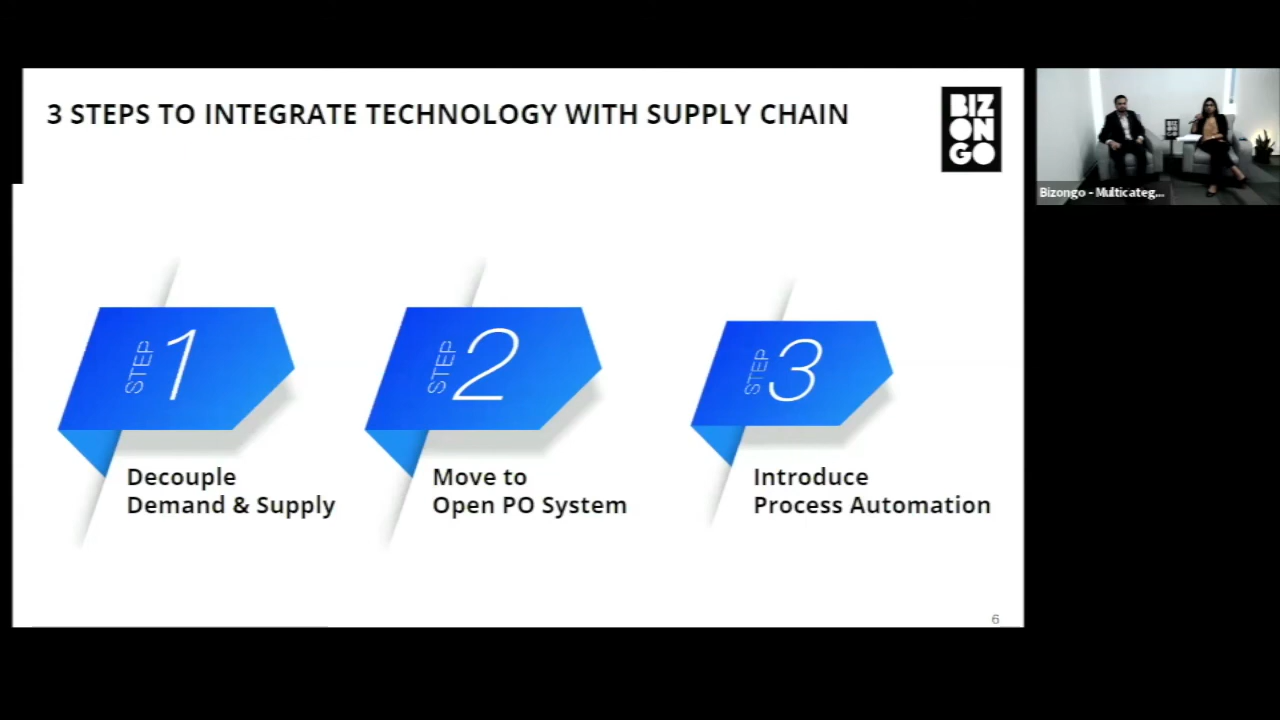 3 STEPS TO INTEGRATE TECHNOLOGY WITH SUPPLY CHAIN
BIZ
ON
GO
Bizongo - Multicateg...
STEP 1
STEP 2
STEP 3
Decouple
Demand & Supply
Move to
Open PO System
Introduce
Process Automation
6